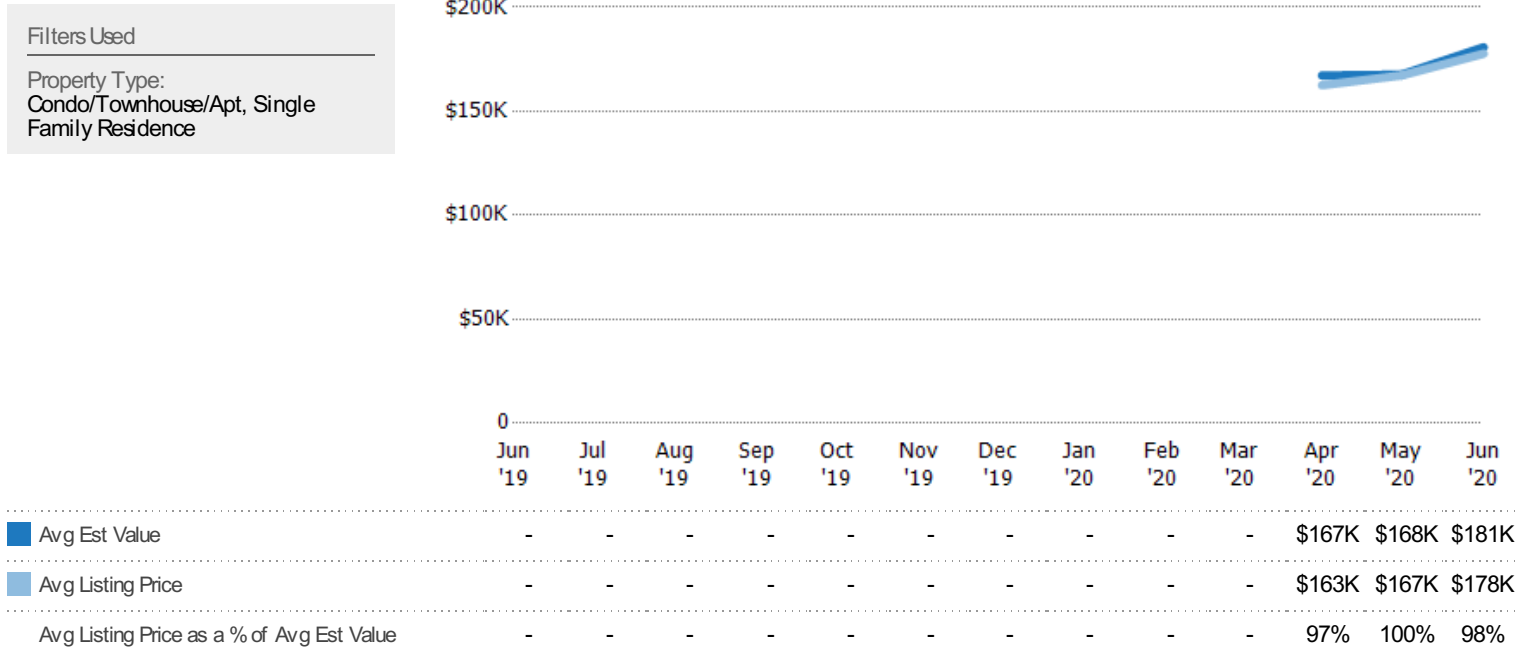 Filters Used
Property Type:
Condo/Townhouse/Apt, Single
Family Residence
$200K
$150K
$100K
$50K
0
Jun Jul Aug Sep Oct Nov Dec Jan Feb Mar Apr May Jun
'19 '19 '19 '19 '19 '19 '19 '20 '20 '20 '20 '20 '20
Avg Est Value - - - - - - - - - - $167K $168K $181K
Avg Listing Price - - - - - - - - - - $163K $167K $178K
Avg Listing Price as a % of Avg Est Value - - - - - - - - - - 97% 100% 98%